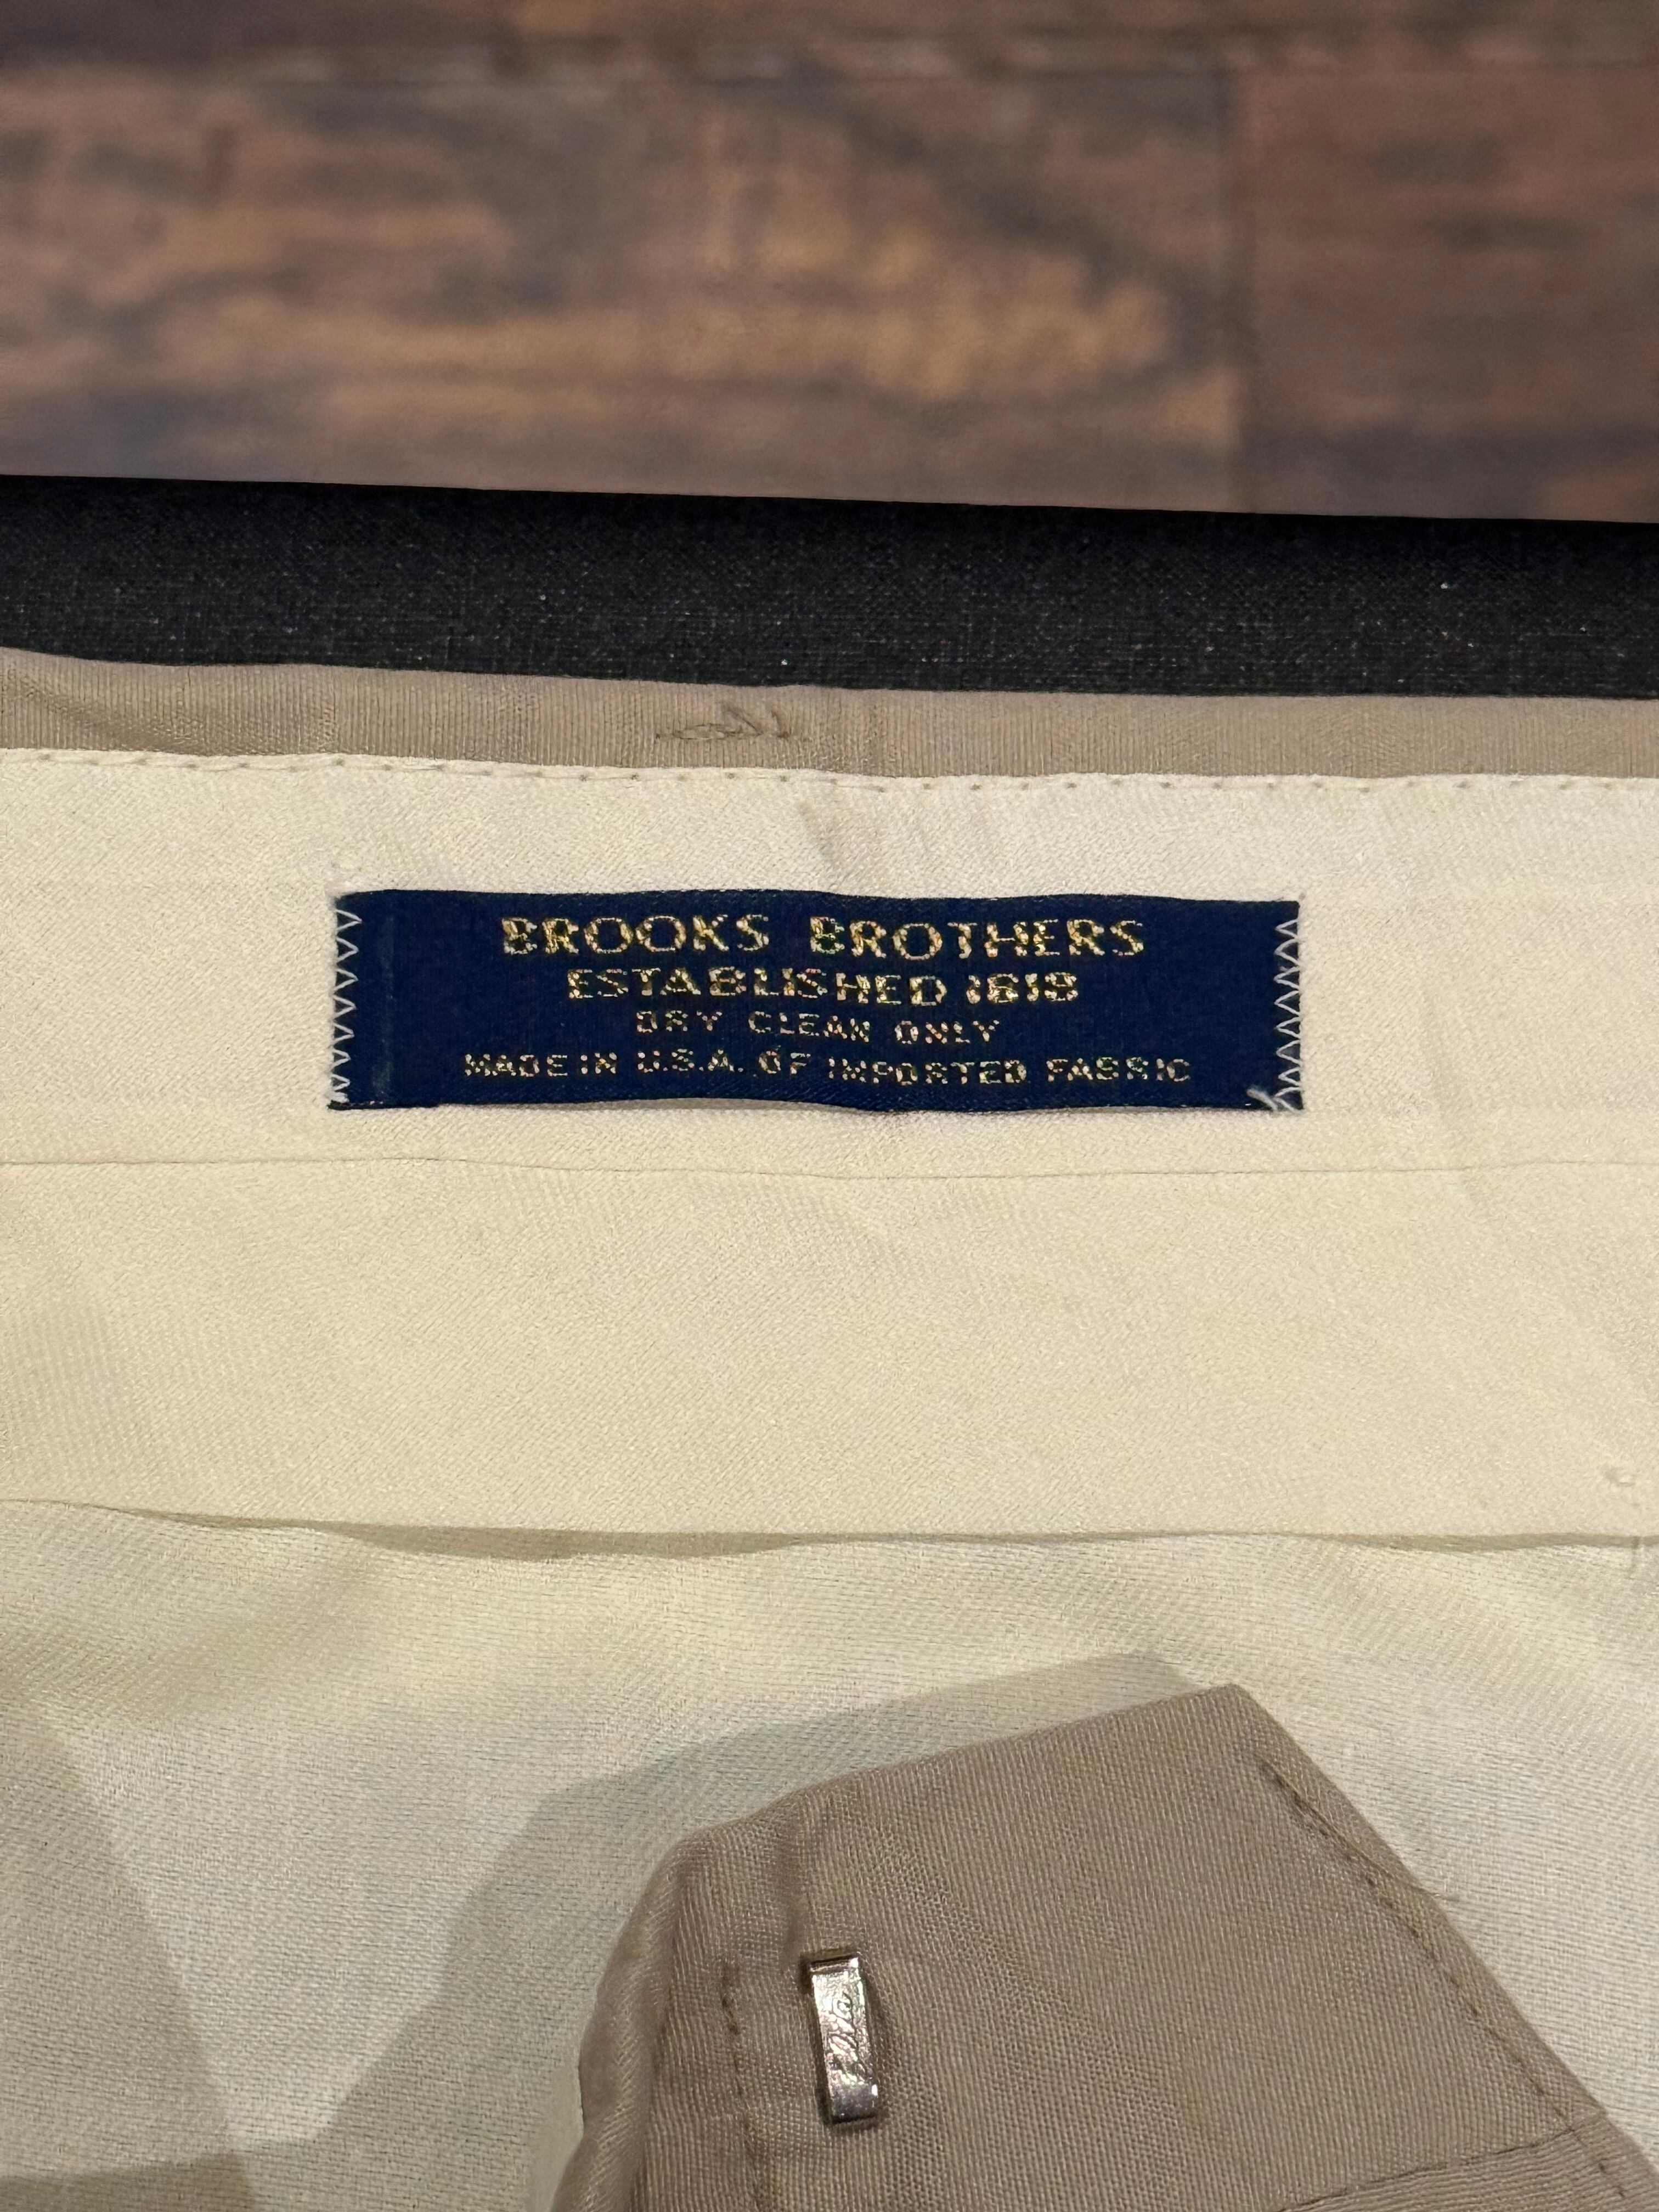 BROOKS BROTHERS
ESTABLISHED 1818
DRY CLEAN ONLY
MADE IN U.S.A. OF IMPORTED FABRIC